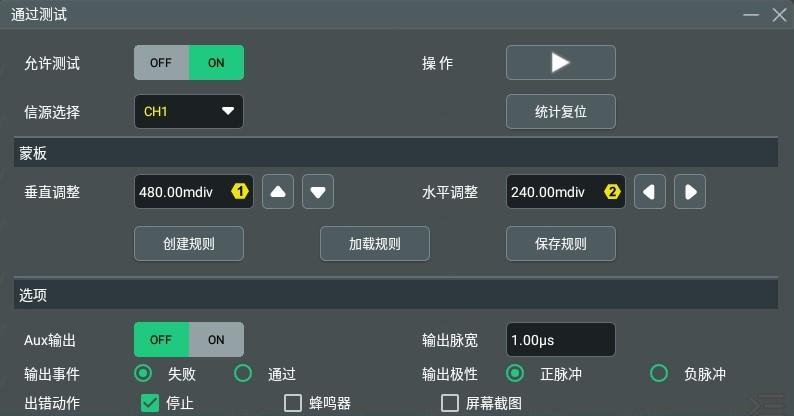 通过测试
允许测试 OFF ON 操 作
信源选择 CH1 统计复位
蒙板
垂直调整 480.00mdiv 1 水平调整 240.00mdiv 2
创建规则 加载规则 保存规则
选项
Aux输出 OFF ON 输出脉宽 1.00μs
输出事件 失败 通过 输出极性 正脉冲 负脉冲
出错动作 停止 蜂鸣器 屏幕截图